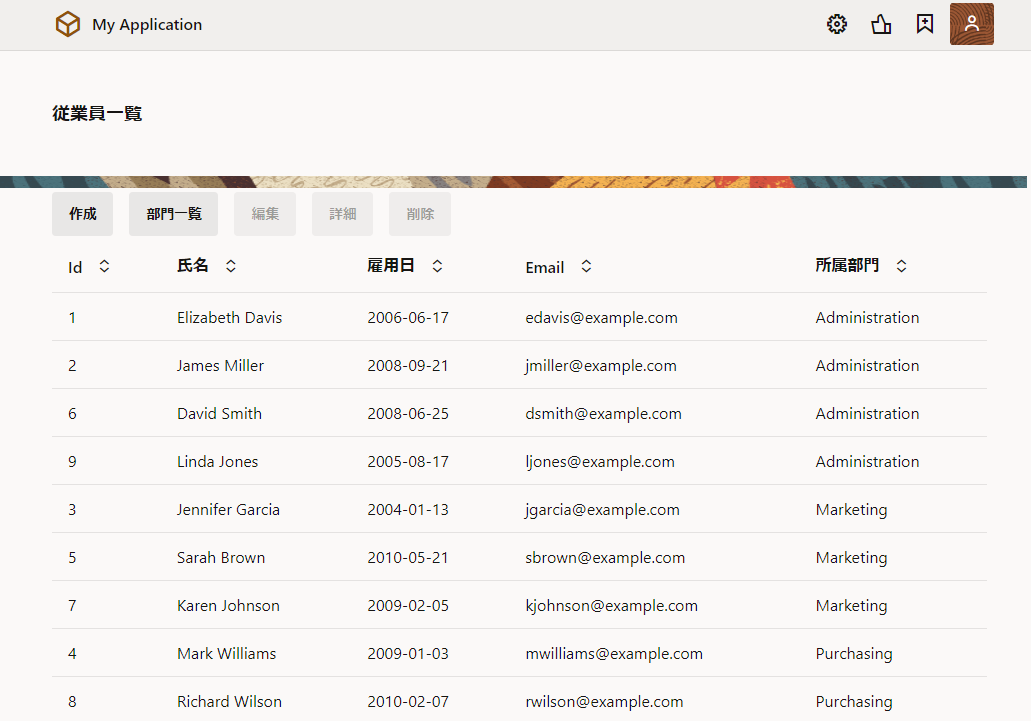 My Application
従業員一覧
作成 部門一覧 編集 詳細 削除
Id 氏名 雇用日 Email 所属部門
1 Elizabeth Davis 2006-06-17 edavis@example.com Administration
2 James Miller 2008-09-21 jmiller@example.com Administration
6 David Smith 2008-06-25 dsmith@example.com Administration
9 Linda Jones 2005-08-17 ljones@example.com Administration
3 Jennifer Garcia 2004-01-13 jgarcia@example.com Marketing
5 Sarah Brown 2010-05-21 sbrown@example.com Marketing
7 Karen Johnson 2009-02-05 kjohnson@example.com Marketing
4 Mark Williams 2009-01-03 mwilliams@example.com Purchasing
8 Richard Wilson 2010-02-07 rwilson@example.com Purchasing